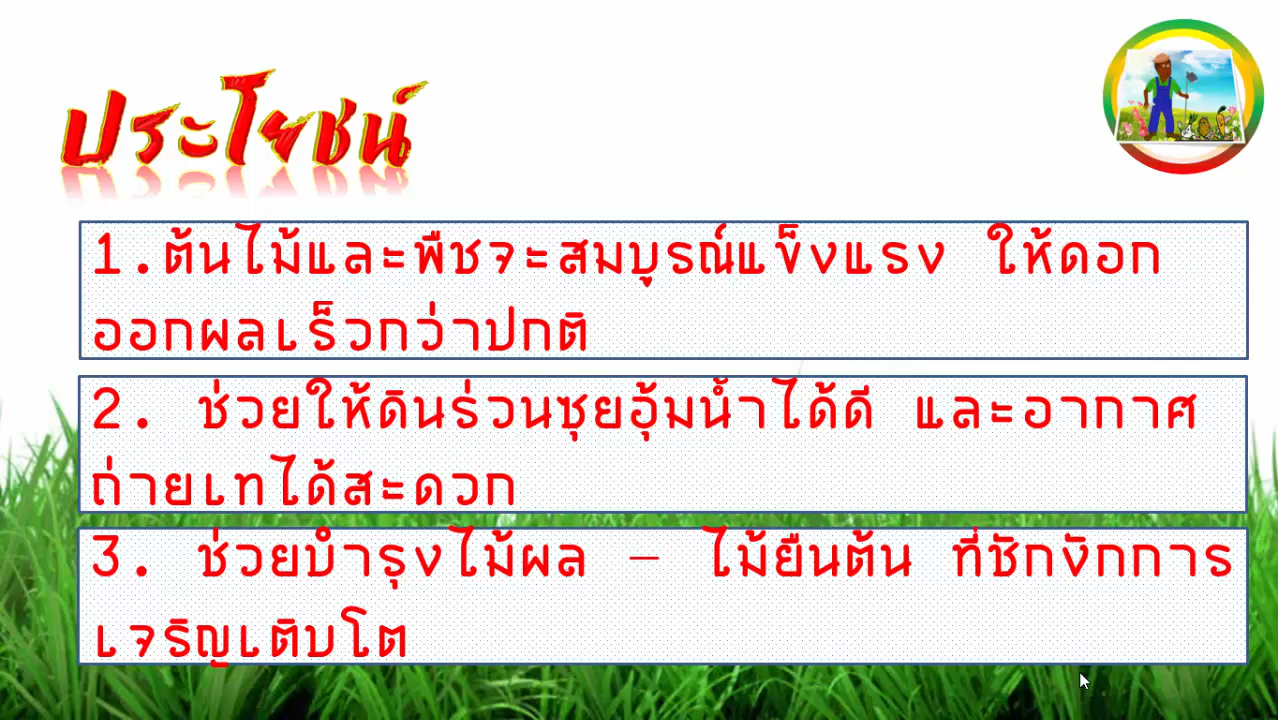 ประโยชน์
1.ต้นไม้และพืชจะสมบูรณ์แข็งแรง ให้ดอก
ออกผลเร็วกว่าปกติ
2. ช่วยให้ดินร่วนซุยอุ้มน้ำได้ดี และอากาศ
ถ่ายเทได้สะดวก
3. ช่วยบำรุงไม้ผล – ไม้ยืนต้น ที่ชักงักการ
เจริญเติบโต